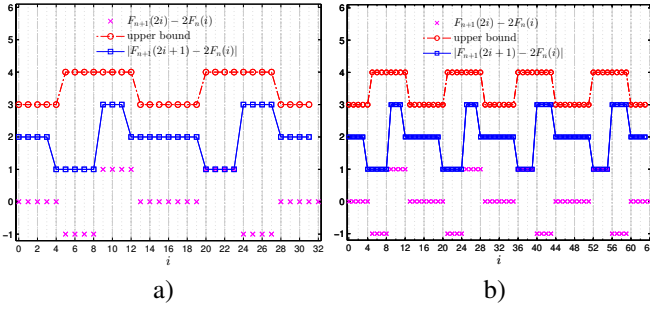 F_{n+1}(2i) − 2F_n(i)
upper bound
|F_{n+1}(2i+1) − 2F_n(i)|
6
5
4
3
2
1
0
−1
0 2 4 6 8 10 12 14 16 18 20 22 24 26 28 30 32
i
a)
F_{n+1}(2i) − 2F_n(i)
upper bound
|F_{n+1}(2i+1) − 2F_n(i)|
6
5
4
3
2
1
0
−1
0 4 8 12 16 20 24 28 32 36 40 44 48 52 56 60 64
i
b)